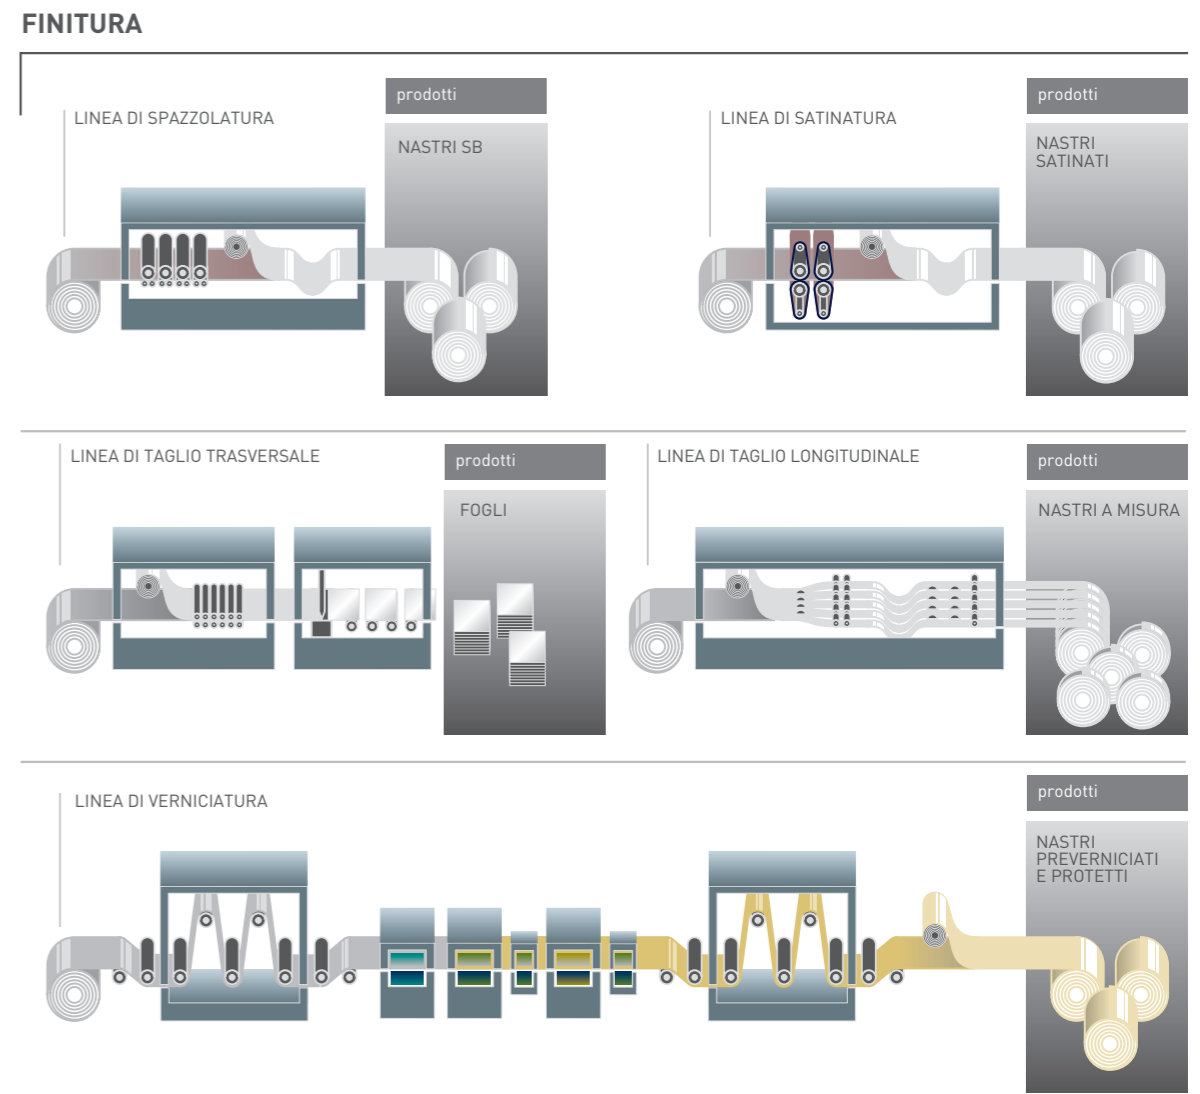 FINITURA
LINEA DI SPAZZOLATURA
prodotti
NASTRI SB
LINEA DI SATINATURA
prodotti
NASTRI
SATINATI
LINEA DI TAGLIO TRASVERSALE
prodotti
FOGLI
LINEA DI TAGLIO LONGITUDINALE
prodotti
NASTRI A MISURA
LINEA DI VERNICIATURA
prodotti
NASTRI
PREVERNICIATI
E PROTETTI